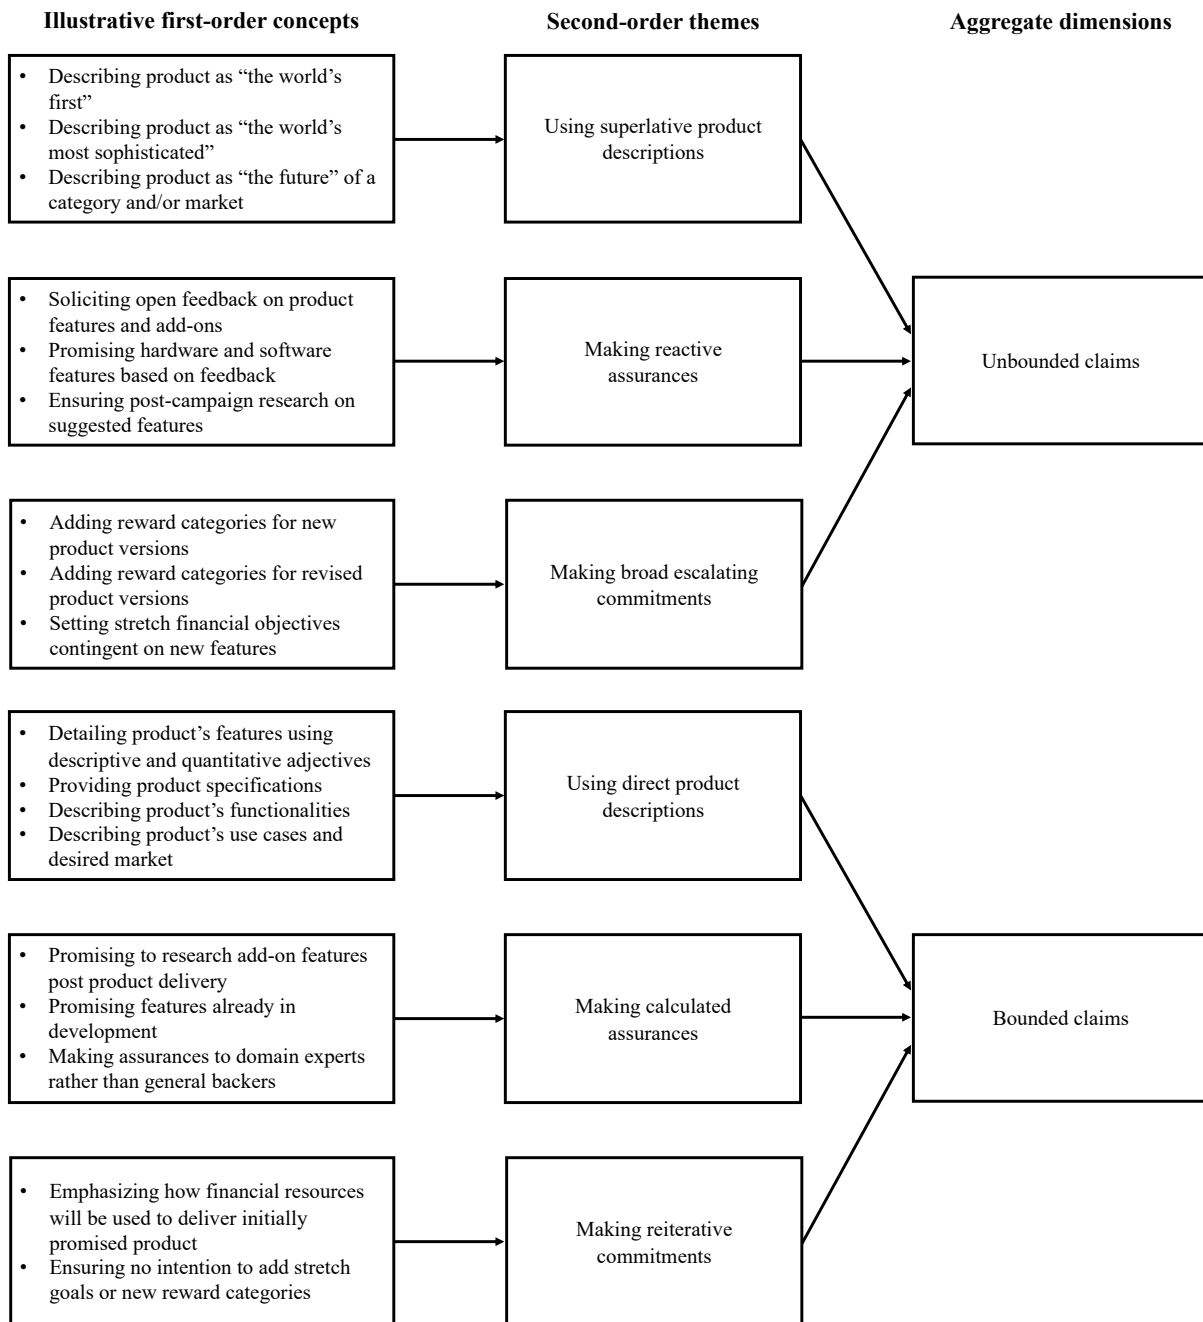 Illustrative first-order concepts
Second-order themes
Aggregate dimensions
• Describing product as “the world’s
first”
• Describing product as “the world’s
most sophisticated”
• Describing product as “the future” of a
category and/or market
Using superlative product
descriptions
• Soliciting open feedback on product
features and add-ons
• Promising hardware and software
features based on feedback
• Ensuring post-campaign research on
suggested features
Making reactive
assurances
Unbounded claims
• Adding reward categories for new
product versions
• Adding reward categories for revised
product versions
• Setting stretch financial objectives
contingent on new features
Making broad escalating
commitments
• Detailing product’s features using
descriptive and quantitative adjectives
• Providing product specifications
• Describing product’s functionalities
• Describing product’s use cases and
desired market
Using direct product
descriptions
• Promising to research add-on features
post product delivery
• Promising features already in
development
• Making assurances to domain experts
rather than general backers
Making calculated
assurances
Bounded claims
• Emphasizing how financial resources
will be used to deliver initially
promised product
• Ensuring no intention to add stretch
goals or new reward categories
Making reiterative
commitments